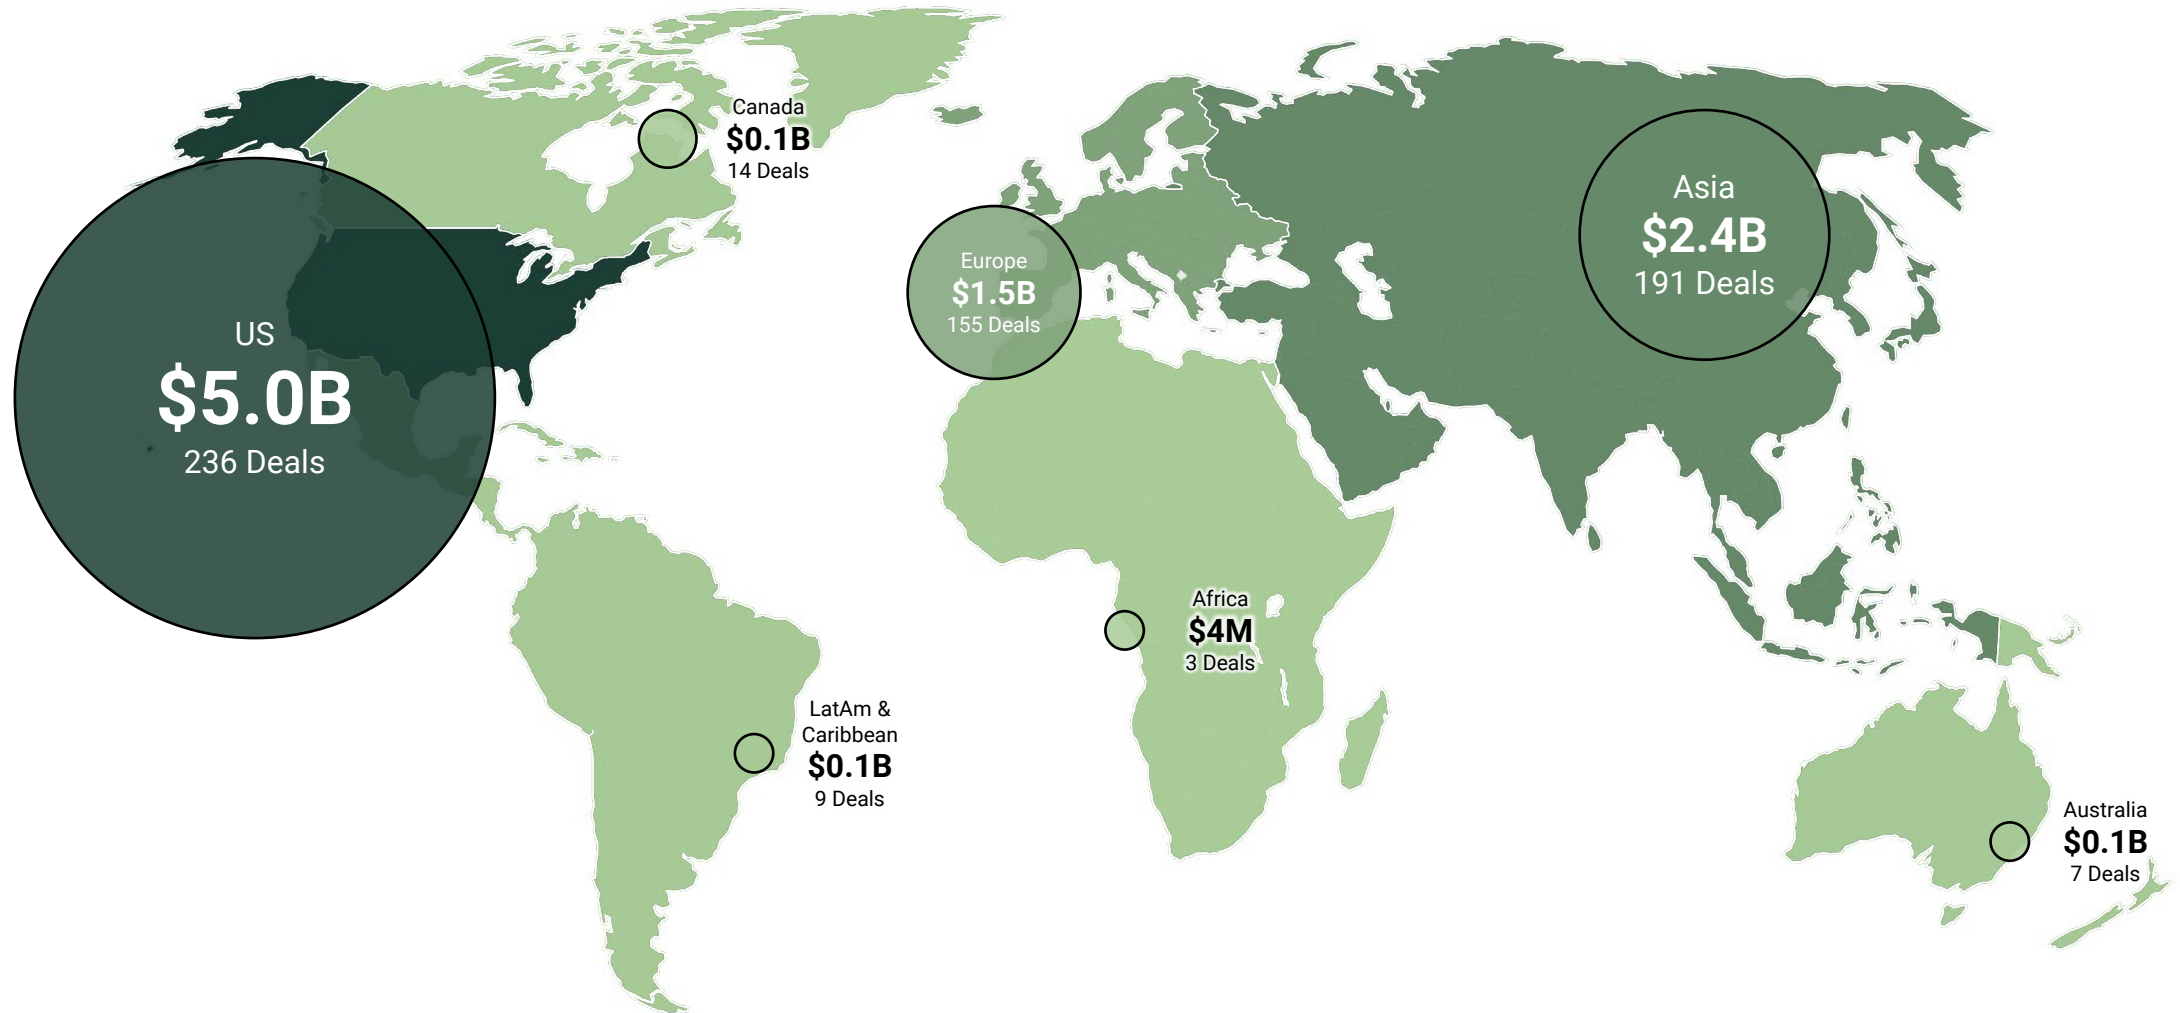 Canada
$0.1B
14 Deals
Asia
$2.4B
191 Deals
Europe
$1.5B
155 Deals
US
$5.0B
236 Deals
Africa
$4M
3 Deals
LatAm &
Caribbean
$0.1B
9 Deals
Australia
$0.1B
7 Deals